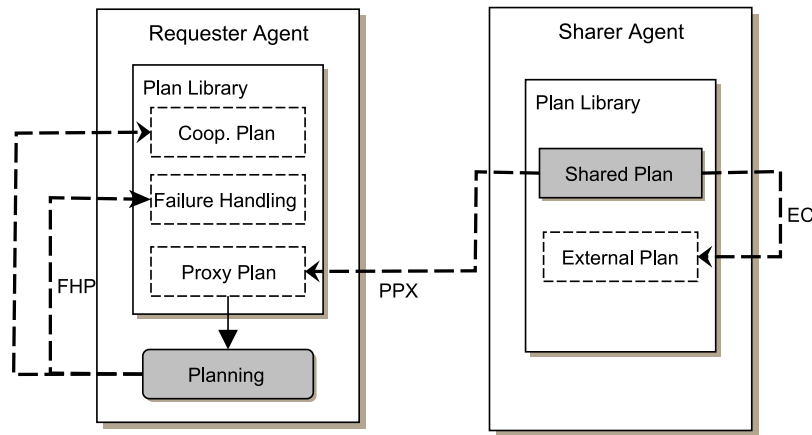 Requester Agent
Plan Library
Coop. Plan
Failure Handling
Proxy Plan
FHP
Planning
PPX
Sharer Agent
Plan Library
Shared Plan
External Plan
EC